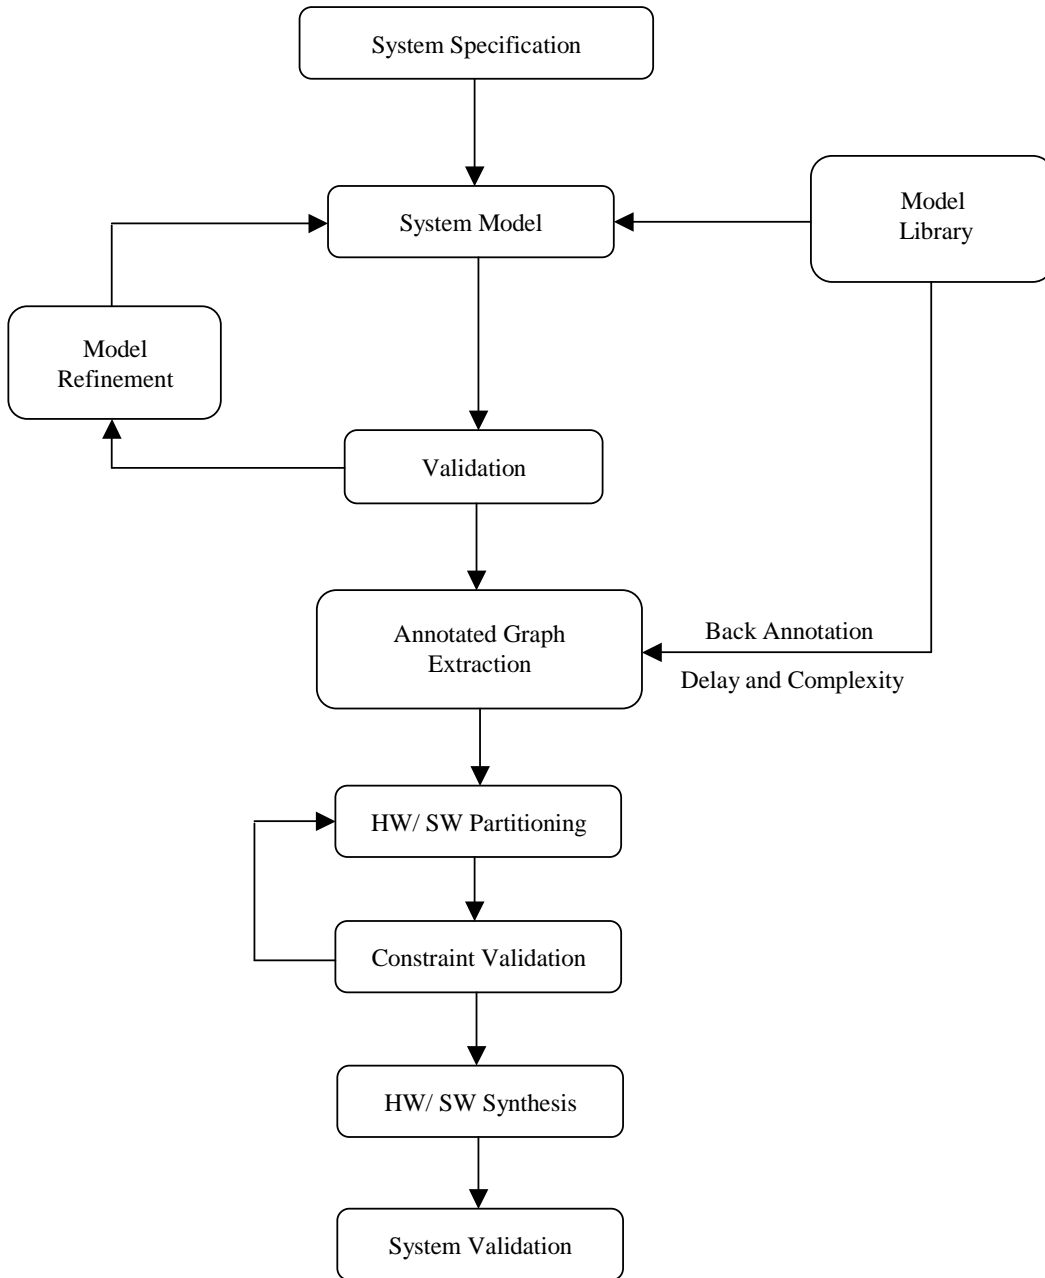 System Specification
Model
Library
System Model
Model
Refinement
Validation
Annotated Graph
Extraction
Back Annotation
Delay and Complexity
HW/ SW Partitioning
Constraint Validation
HW/ SW Synthesis
System Validation